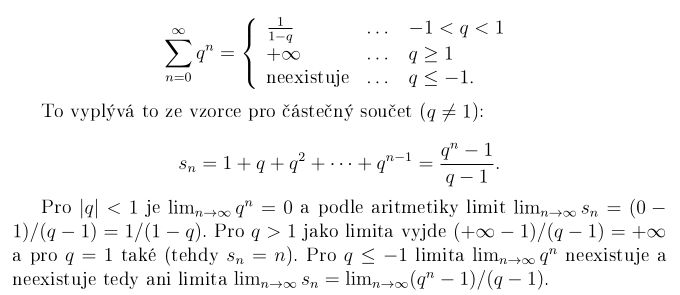 ∑_{n=0}^{∞} q^n = { 1/(1−q) … −1 < q < 1
+∞ … q ≥ 1
neexistuje … q ≤ −1.
To vyplývá to ze vzorce pro částečný součet (q ≠ 1):
s_n = 1 + q + q^2 + ⋯ + q^{n−1} = (q^n − 1)/(q − 1).
Pro |q| < 1 je lim_{n→∞} q^n = 0 a podle aritmetiky limit lim_{n→∞} s_n = (0 −
1)/(q − 1) = 1/(1 − q). Pro q > 1 jako limita vyjde (+∞ − 1)/(q − 1) = +∞
a pro q = 1 také (tehdy s_n = n). Pro q ≤ −1 limita lim_{n→∞} q^n neexistuje a
neexistuje tedy ani limita lim_{n→∞} s_n = lim_{n→∞}(q^n − 1)/(q − 1).